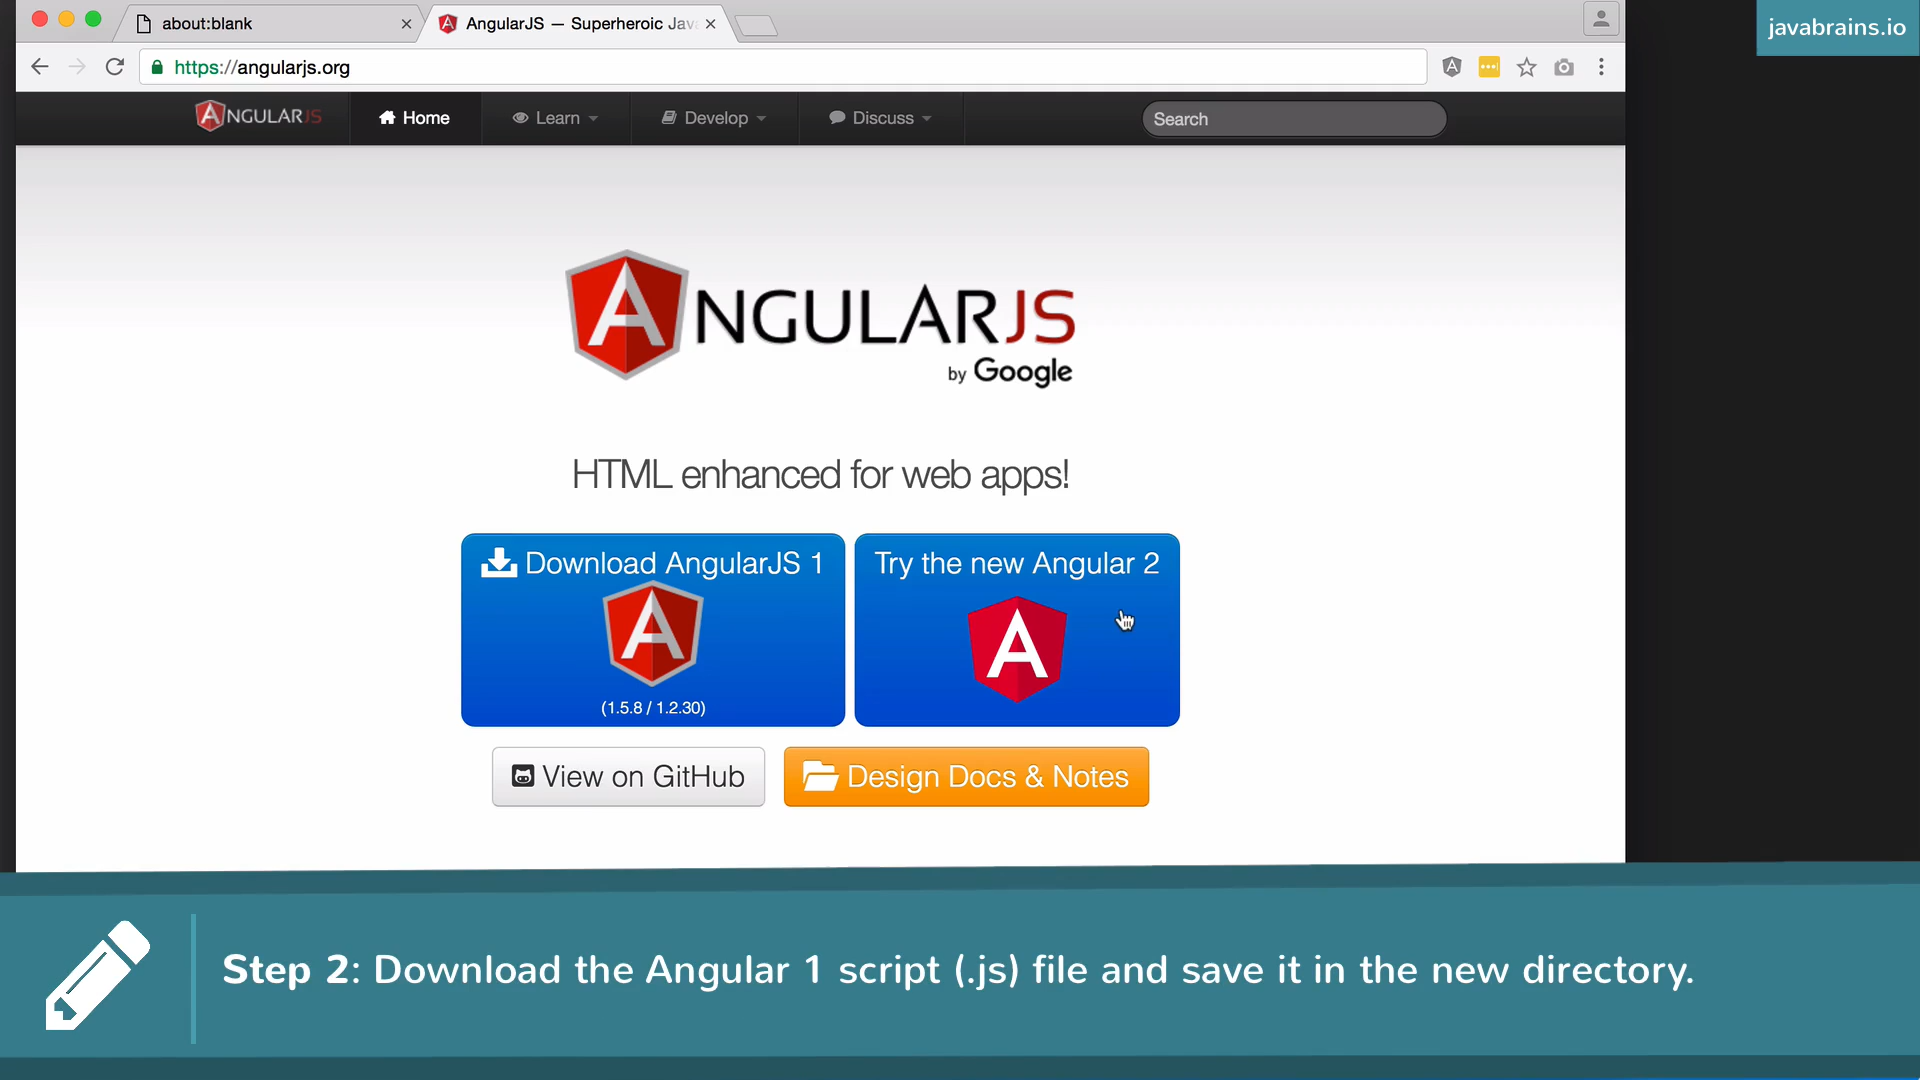 about:blank
AngularJS — Superheroic Jav
javabrains.io
https://angularjs.org
ANGULARJS
Home
Learn
Develop
Discuss
Search
ANGULARJS
by Google
HTML enhanced for web apps!
Download AngularJS 1
(1.5.8 / 1.2.30)
Try the new Angular 2
View on GitHub
Design Docs & Notes
Step 2: Download the Angular 1 script (.js) file and save it in the new directory.